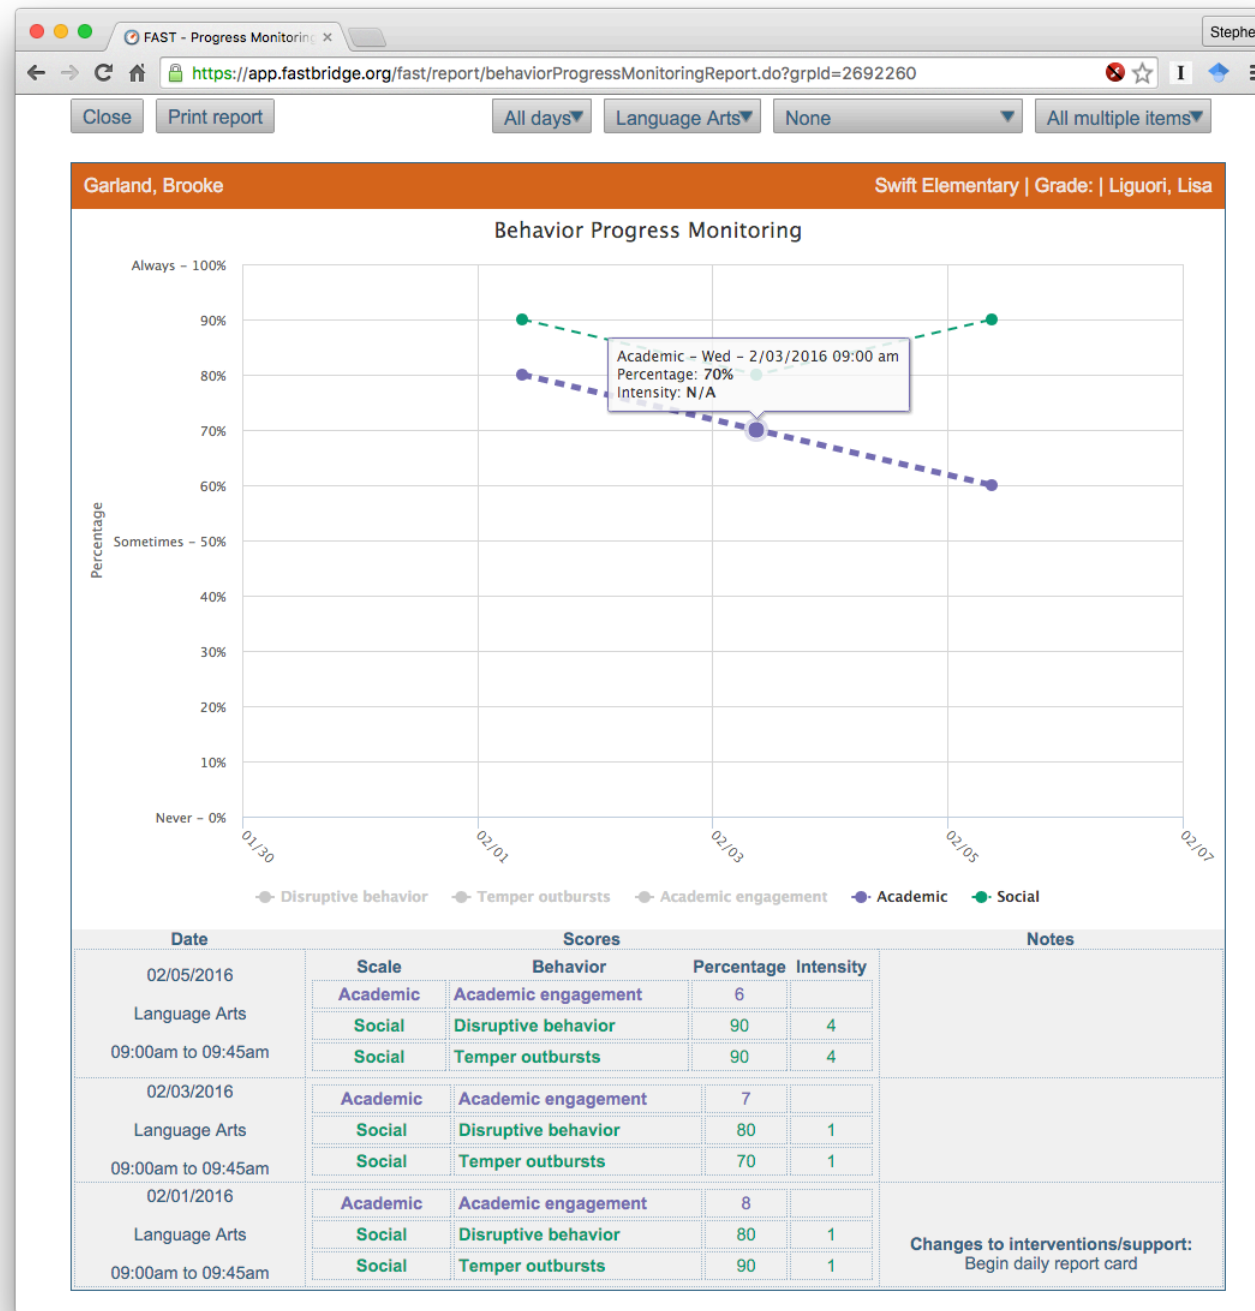 FAST - Progress Monitoring
Stephe
https://app.fastbridge.org/fast/report/behaviorProgressMonitoringReport.do?grpId=2692260
I
Close Print report All days Language Arts None All multiple items
Garland, Brooke Swift Elementary | Grade: | Liguori, Lisa
Behavior Progress Monitoring
Always – 100%
90%
80%
70%
60%
Sometimes – 50%
40%
30%
20%
10%
Never – 0%
Percentage
Academic – Wed – 2/03/2016 09:00 am
Percentage: 70%
Intensity: N/A
01/30 02/01 02/03 02/05 02/07
Disruptive behavior Temper outbursts Academic engagement Academic Social
Date Scores Notes
Scale Behavior Percentage Intensity
02/05/2016
Language Arts
09:00am to 09:45am
Academic Academic engagement 6
Social Disruptive behavior 90 4
Social Temper outbursts 90 4
02/03/2016
Language Arts
09:00am to 09:45am
Academic Academic engagement 7
Social Disruptive behavior 80 1
Social Temper outbursts 70 1
02/01/2016
Language Arts
09:00am to 09:45am
Academic Academic engagement 8
Social Disruptive behavior 80 1
Social Temper outbursts 90 1
Changes to interventions/support:
Begin daily report card